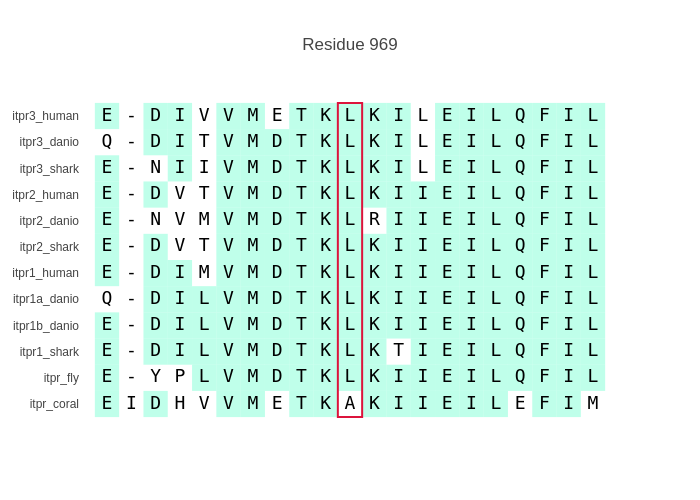 Residue 969
itpr3_human E - D I V V M E T K L K I L E I L Q F I L
itpr3_danio Q - D I T V M D T K L K I L E I L Q F I L
itpr3_shark E - N I I V M D T K L K I L E I L Q F I L
itpr2_human E - D V T V M D T K L K I I E I L Q F I L
itpr2_danio E - N V M V M D T K L R I I E I L Q F I L
itpr2_shark E - D V T V M D T K L K I I E I L Q F I L
itpr1_human E - D I M V M D T K L K I I E I L Q F I L
itpr1a_danio Q - D I L V M D T K L K I I E I L Q F I L
itpr1b_danio E - D I L V M D T K L K I I E I L Q F I L
itpr1_shark E - D I L V M D T K L K T I E I L Q F I L
itpr_fly E - Y P L V M D T K L K I I E I L Q F I L
itpr_coral E I D H V V M E T K A K I I E I L E F I M